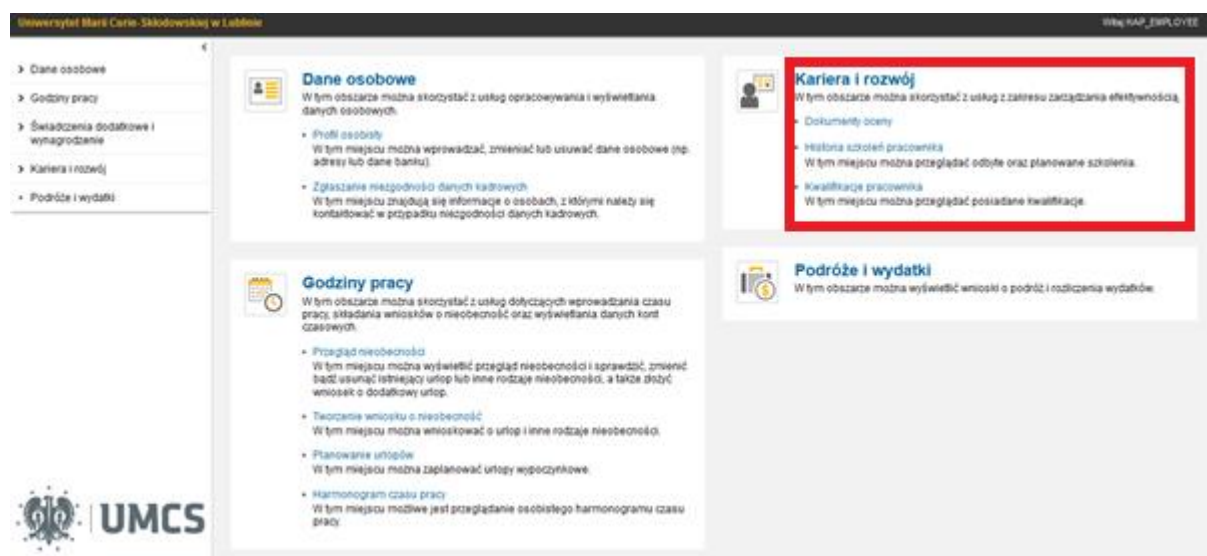 Uniwersytet Marii Curie-Skłodowskiej w Lublinie
Witaj KAP_EMPLOYEE
Dane osobowe
Godziny pracy
Świadczenia dodatkowe i
wynagrodzenie
Kariera i rozwój
Podróże i wydatki
UMCS
Dane osobowe
W tym obszarze można skorzystać z usług opracowywania i wyświetlania
danych osobowych.
Profil osobisty
W tym miejscu można wprowadzać, zmieniać lub usuwać dane osobowe (np.
adresy lub dane banku).
Zgłaszanie niezgodności danych kadrowych
W tym miejscu znajdują się informacje o osobach, z którymi należy się
kontaktować w przypadku niezgodności danych kadrowych.
Godziny pracy
W tym obszarze można skorzystać z usług dotyczących wprowadzania czasu
pracy, składania wniosków o nieobecność oraz wyświetlania danych kont
czasowych.
Przegląd nieobecności
W tym miejscu można wyświetlić przegląd nieobecności i sprawdzić, zmienić
bądź usunąć istniejący urlop lub inne rodzaje nieobecności, a także złożyć
wniosek o dodatkowy urlop.
Tworzenie wniosku o nieobecność
W tym miejscu można wnioskować o urlop i inne rodzaje nieobecności.
Planowanie urlopów
W tym miejscu można zaplanować urlopy wypoczynkowe.
Harmonogram czasu pracy
W tym miejscu możliwe jest przeglądanie osobistego harmonogramu czasu
pracy.
Kariera i rozwój
W tym obszarze można skorzystać z usług z zakresu zarządzania efektywnością.
Dokumenty oceny
Historia szkoleń pracownika
W tym miejscu można przeglądać odbyte oraz planowane szkolenia.
Kwalifikacje pracownika
W tym miejscu można przeglądać posiadane kwalifikacje.
Podróże i wydatki
W tym obszarze można wyświetlić wnioski o podróż i rozliczenia wydatków.